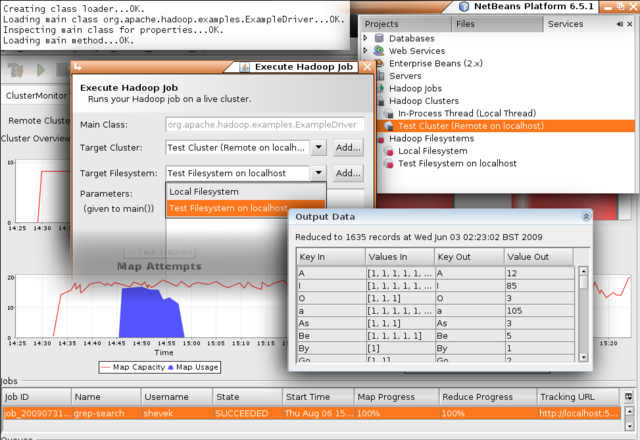 Creating class loader...OK.
Loading main class org.apache.hadoop.examples.ExampleDriver...OK.
Inspecting main class for properties...OK.
Loading main method...OK.
NetBeans Platform 6.5.1
Projects Files Services
Databases
Web Services
Enterprise Beans (2.x)
Servers
Hadoop Jobs
Hadoop Clusters
In-Process Thread (Local Thread)
Test Cluster (Remote on localhost)
Hadoop Filesystems
Local Filesystem
Test Filesystem on localhost
ClusterMonitor
Remote Cluster
Cluster Overview
10
0
14:25 14:30 14:35
Execute Hadoop Job
Execute Hadoop Job
Runs your Hadoop job on a live cluster.
Main Class: org.apache.hadoop.examples.ExampleDriver
Target Cluster: Test Cluster (Remote on localh... Add...
Target Filesystem: Test Filesystem on localhost Add...
Parameters:
(given to main())
Local Filesystem
Test Filesystem on localhost
Task Trackers
Output Data
Reduced to 1635 records at Wed Jun 03 02:23:02 BST 2009
Key In Values In Key Out Value Out
A [1, 1, 1, 1, 1, ... A 12
I [1, 1, 1, 1, 1, ... I 85
O [1, 1, 1] O 3
a [1, 1, 1, 1, 1, ... a 105
As [1, 1, 1] As 3
Be [1, 1, 1, 1, 1] Be 5
By [1] By 1
Go [1, 1] Go 2
Map Attempts
20
10
0
14:25 14:30 14:35 14:40 14:45 14:50 14:55 15:00 15:20
Time
Map Capacity Map Usage
Jobs
Job ID Name Username State Start Time Map Progress Reduce Progress Tracking URL
job_20090731... grep-search shevek SUCCEEDED Thu Aug 06 15... 100% 100% http://localhost:5...